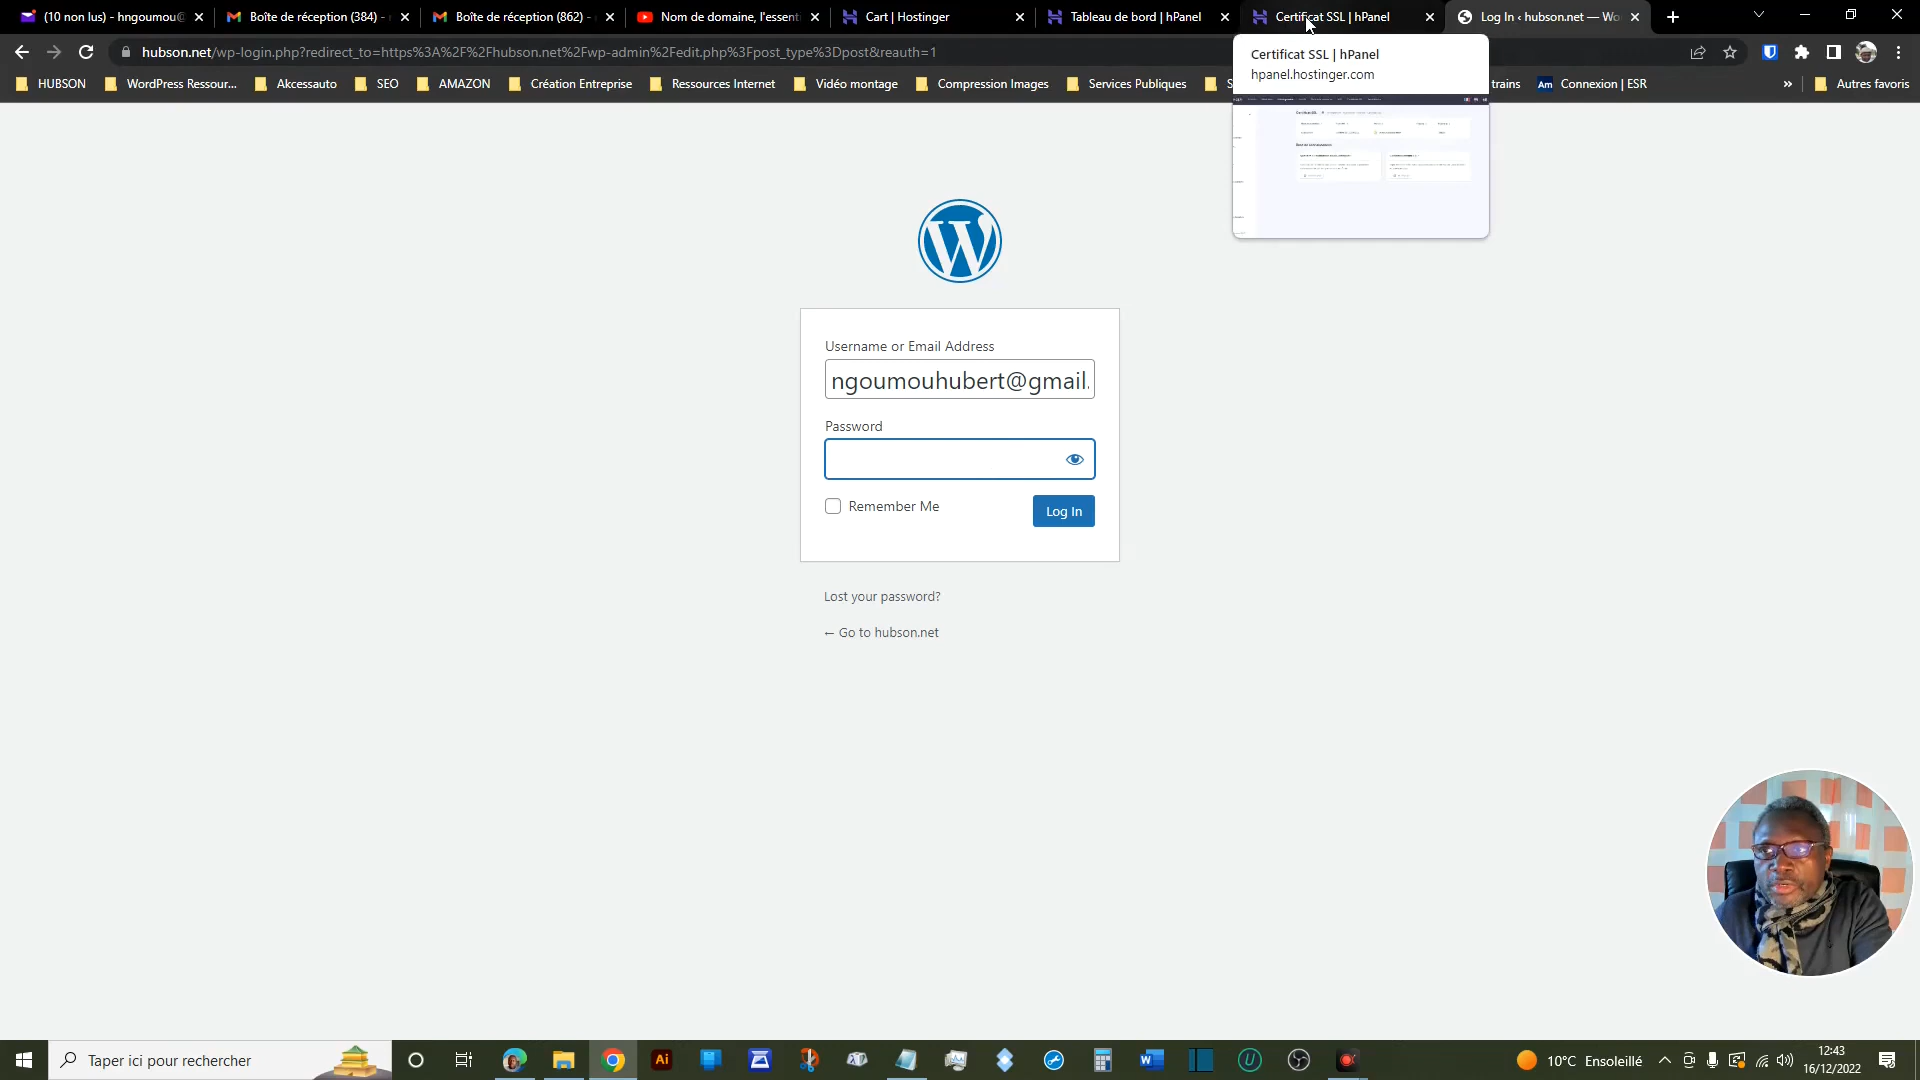 (10 non lus) - hngoumou@
Boîte de réception (384) -
Boîte de réception (862) -
Nom de domaine, l'essenti
Cart | Hostinger
Tableau de bord | hPanel
Certificat SSL | hPanel
Log In ‹ hubson.net — Wo
hubson.net/wp-login.php?redirect_to=https%3A%2F%2Fhubson.net%2Fwp-admin%2Fedit.php%3Fpost_type%3Dpost&reauth=1
Certificat SSL | hPanel
hpanel.hostinger.com
HUBSON
WordPress Ressour...
Akcessauto
SEO
AMAZON
Création Entreprise
Ressources Internet
Vidéo montage
Compression Images
Services Publiques
S
trains
Am Connexion | ESR
»
Autres favoris
Username or Email Address
ngoumouhubert@gmail.
Password
Remember Me
Log In
Lost your password?
← Go to hubson.net
Taper ici pour rechercher
10°C Ensoleillé
12:43
16/12/2022